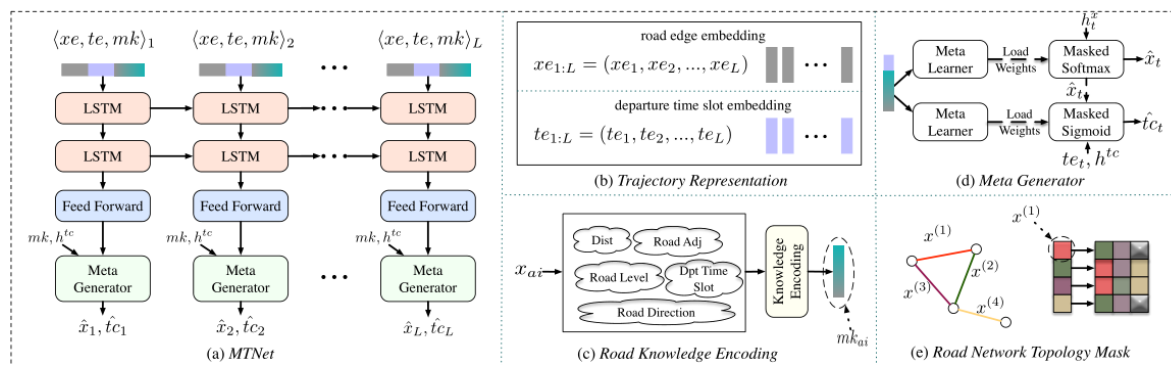 ⟨xe, te, mk⟩₁ ⟨xe, te, mk⟩₂ ⟨xe, te, mk⟩_L
LSTM LSTM LSTM
LSTM LSTM LSTM
Feed Forward Feed Forward Feed Forward
mk, h^{tc} mk, h^{tc} mk, h^{tc}
Meta Generator Meta Generator Meta Generator
x̂₁, t̂c₁ x̂₂, t̂c₂ x̂_L, t̂c_L
(a) MTNet
road edge embedding
xe_{1:L} = (xe₁, xe₂, ..., xe_L)
departure time slot embedding
te_{1:L} = (te₁, te₂, ..., te_L)
(b) Trajectory Representation
x_{ai}
Dist
Road Adj
Road Level
Dpt Time Slot
Road Direction
Knowledge Encoding
mk_{ai}
(c) Road Knowledge Encoding
h_t^x
Meta Learner
Load Weights
Masked Softmax
x̂_t
x̂_t
Meta Learner
Load Weights
Masked Sigmoid
t̂c_t
te_t, h^{tc}
(d) Meta Generator
x^{(1)}
x^{(1)}
x^{(2)}
x^{(3)}
x^{(4)}
(e) Road Network Topology Mask